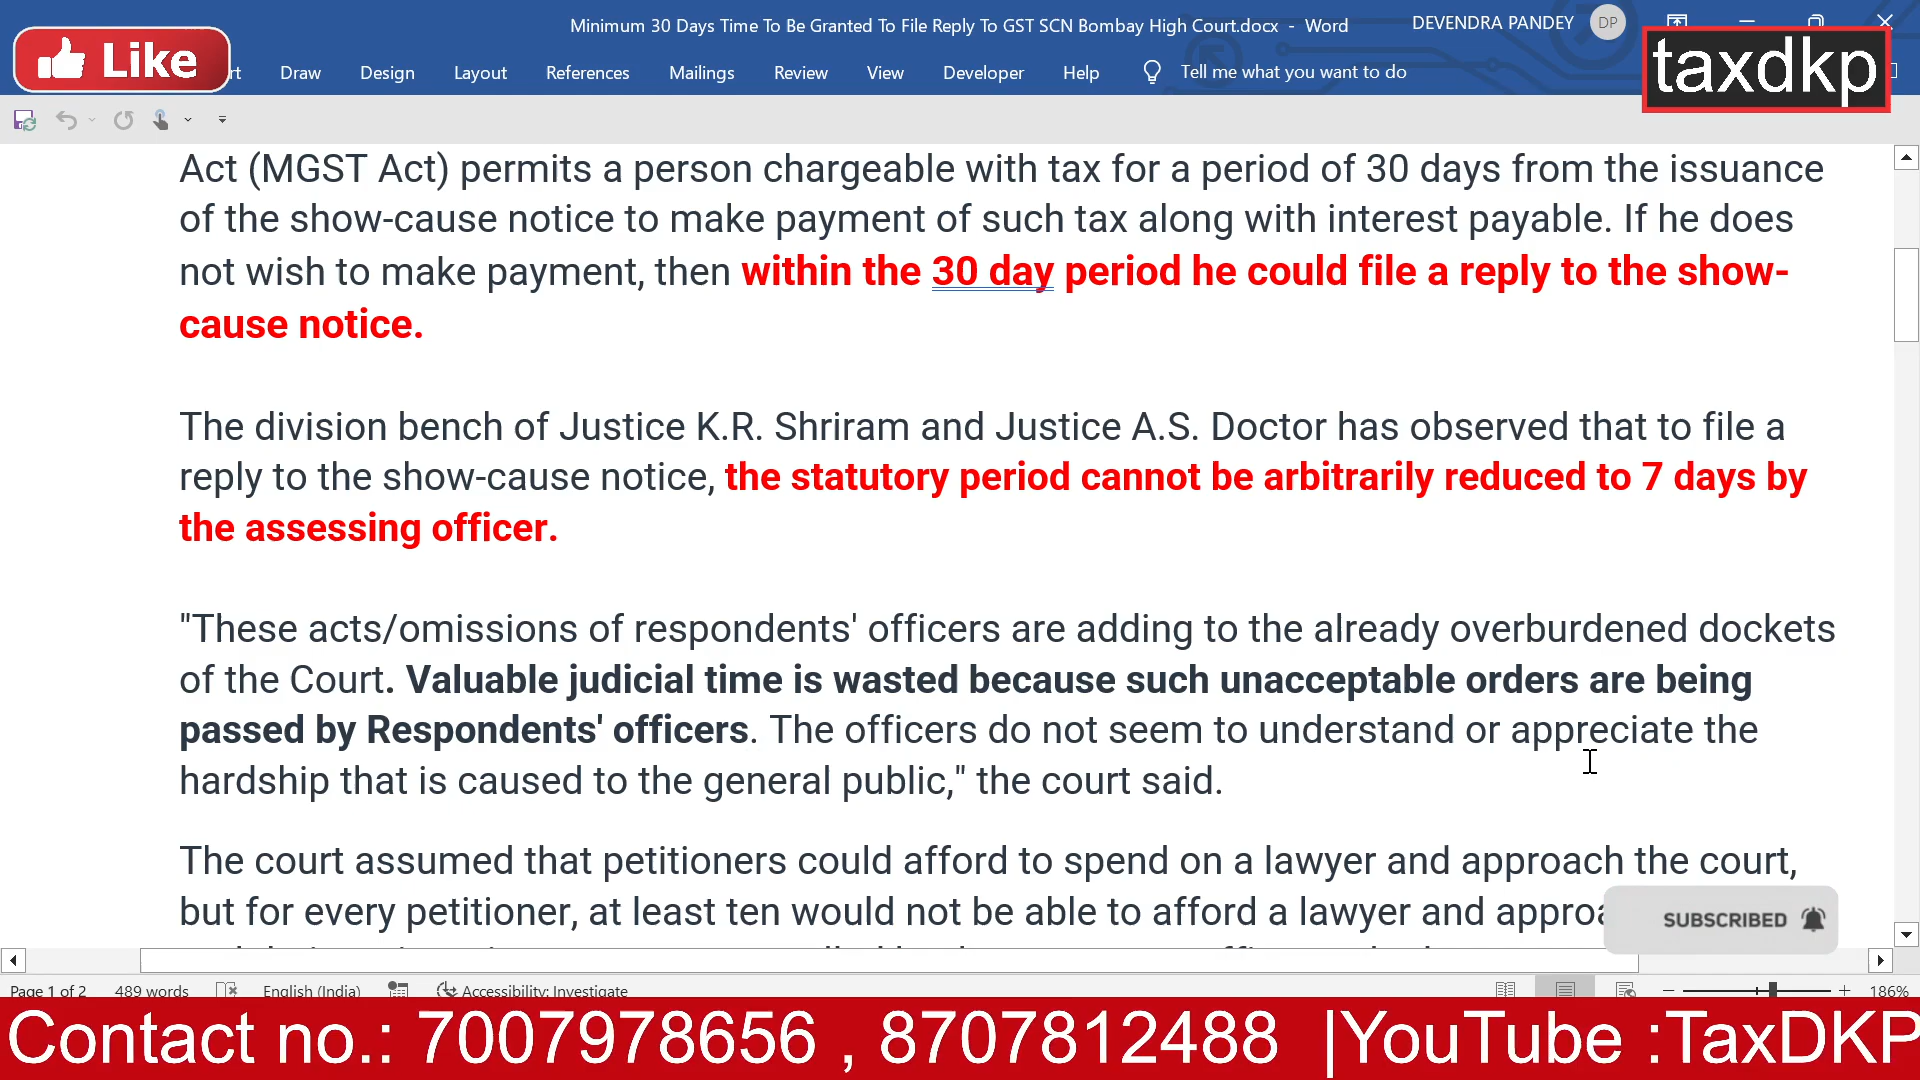 Minimum 30 Days Time To Be Granted To File Reply To GST SCN Bombay High Court.docx - Word
DEVENDRA PANDEY DP
Like
rt Draw Design Layout References Mailings Review View Developer Help Tell me what you want to do
taxdkp
Act (MGST Act) permits a person chargeable with tax for a period of 30 days from the issuance
of the show-cause notice to make payment of such tax along with interest payable. If he does
not wish to make payment, then within the 30 day period he could file a reply to the show-
cause notice.
The division bench of Justice K.R. Shriram and Justice A.S. Doctor has observed that to file a
reply to the show-cause notice, the statutory period cannot be arbitrarily reduced to 7 days by
the assessing officer.
"These acts/omissions of respondents' officers are adding to the already overburdened dockets
of the Court. Valuable judicial time is wasted because such unacceptable orders are being
passed by Respondents' officers. The officers do not seem to understand or appreciate the
hardship that is caused to the general public," the court said.
The court assumed that petitioners could afford to spend on a lawyer and approach the court,
but for every petitioner, at least ten would not be able to afford a lawyer and approa
SUBSCRIBED
Page 1 of 2 489 words English (India) Accessibility: Investigate 186%
Contact no.: 7007978656 , 8707812488 |YouTube :TaxDKP